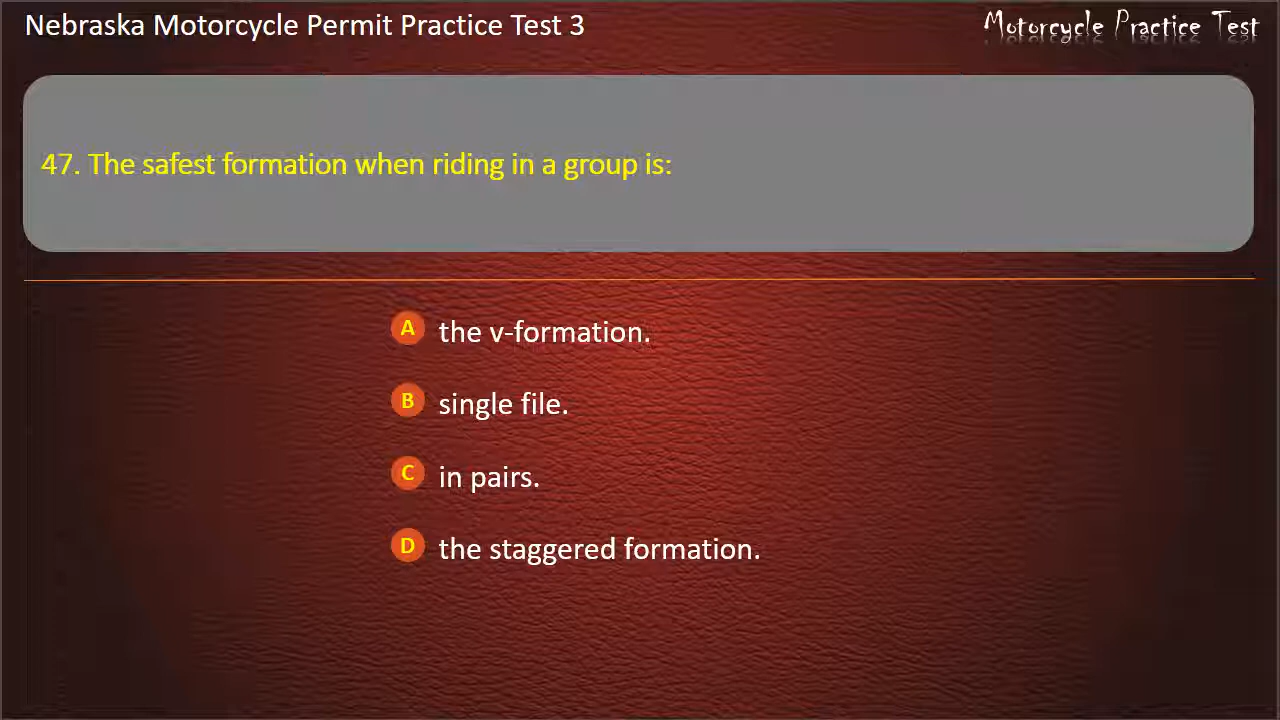 Nebraska Motorcycle Permit Practice Test 3
Motorcycle Practice Test
47. The safest formation when riding in a group is:
A the v-formation.
B single file.
C in pairs.
D the staggered formation.